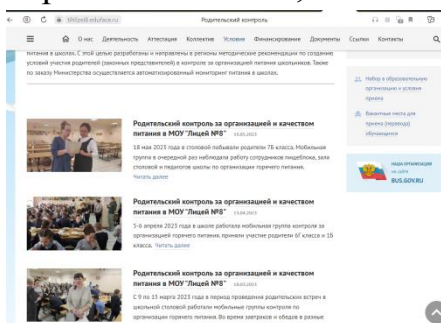 Родительский контроль
О нас Деятельность Аттестация Коллектив Условия Финансирование Документы Ссылки Контакты
питания в школах. С этой целью разработаны и направлены в регионы методические рекомендации по созданию
условий участия родителей (законных представителей) в контроле за организацией питания школьников. Также
по заказу Министерства осуществляется автоматизированный мониторинг питания в школах.
Набор в образовательную
организацию и условия
приема
Вакантные места для
приема (перевода)
обучающихся
НАША ОРГАНИЗАЦИЯ
на сайте
BUS.GOV.RU
Родительский контроль за организацией и качеством
питания в МОУ "Лицей №8"
18 мая 2023 года в столовой побывали родители 7Б класса. Мобильная
группа в очередной раз наблюдала работу сотрудников пищеблока, зала
столовой и педагогов школы по организации горячего питания.
Читать далее
Родительский контроль за организацией и качеством
питания в МОУ "Лицей №8"
5-6 апреля 2023 года в школе работала мобильная группа контроля за
организацией горячего питания. приняли участие родители 6Г класса и 1Б
класса. Читать далее
Родительский контроль за организацией и качеством
питания в МОУ "Лицей №8"
С 9 по 15 марта 2023 года в период проведения родительских встреч в
школьной столовой работали мобильные группы контроля по
организации горячего питания. Во время завтраков и обедов в разные